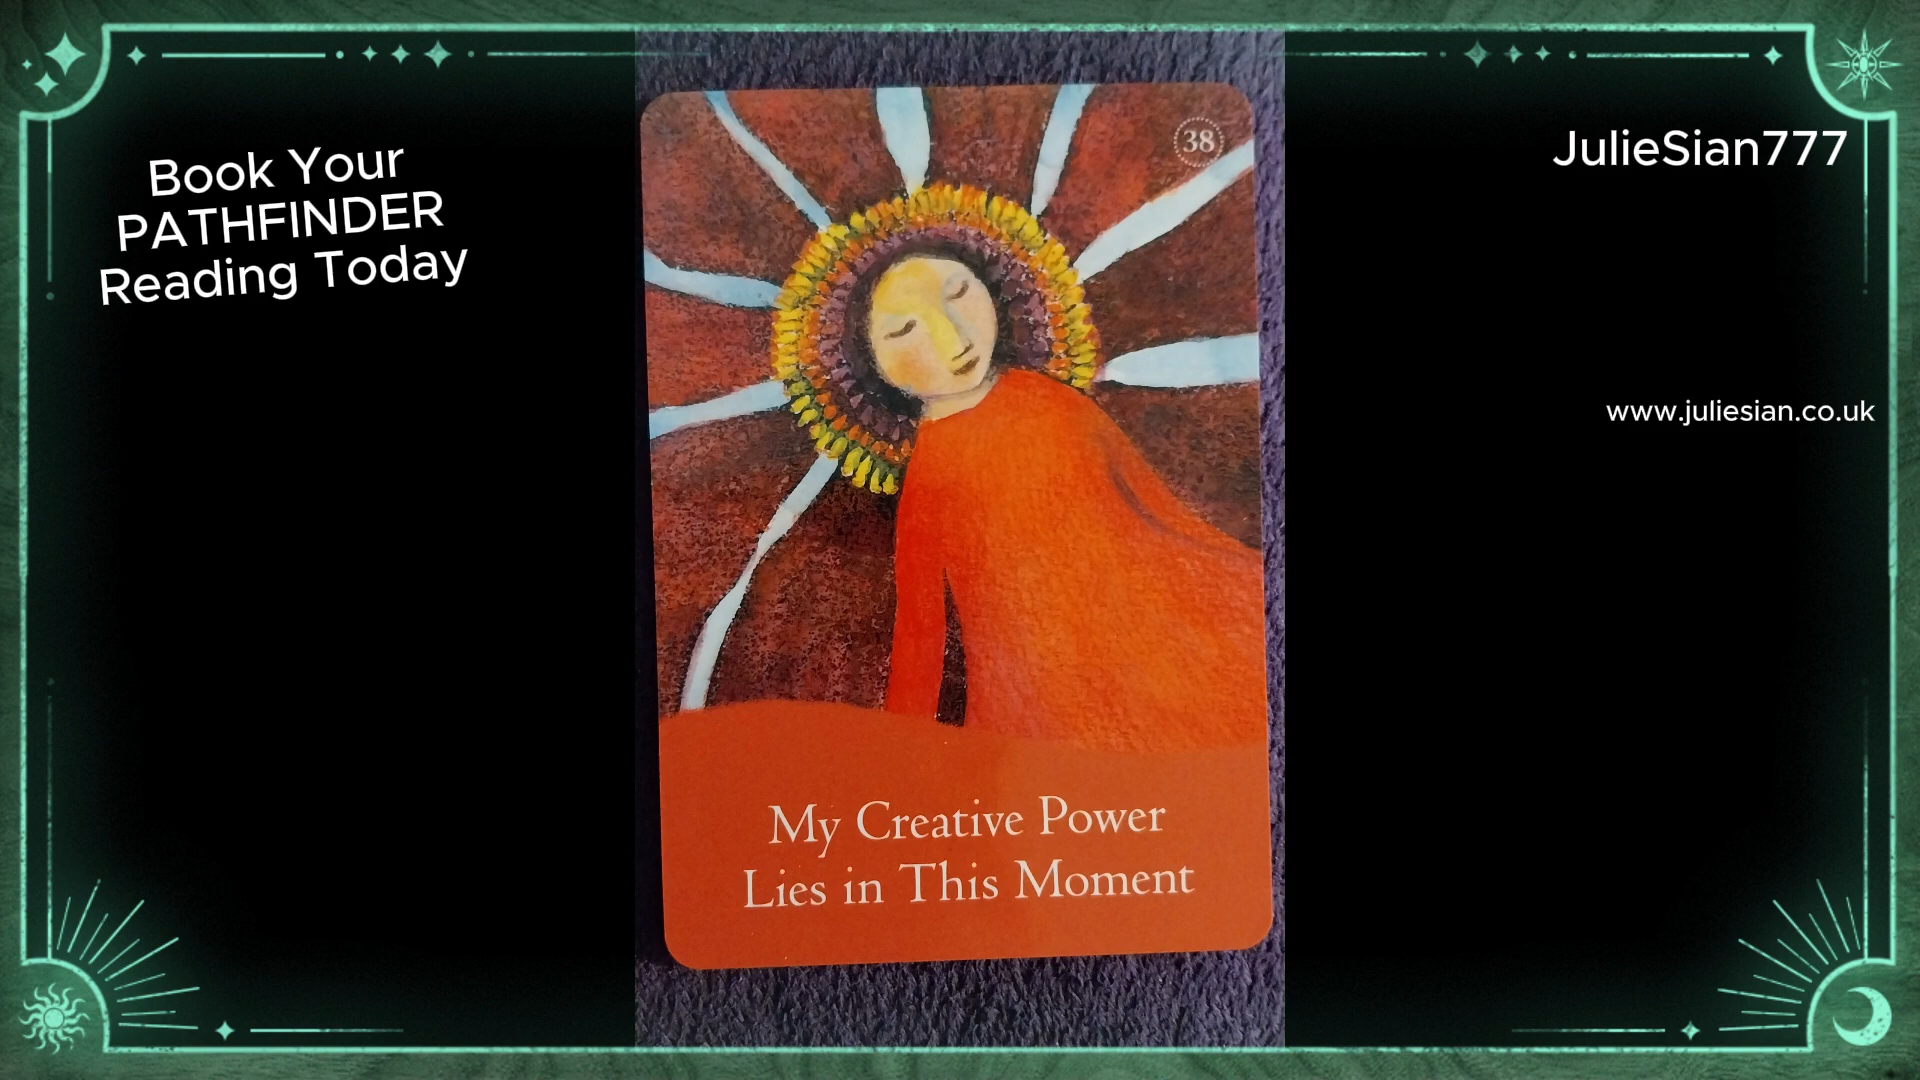 Book Your
PATHFINDER
Reading Today
JulieSian777
www.juliesian.co.uk
38
My Creative Power
Lies in This Moment